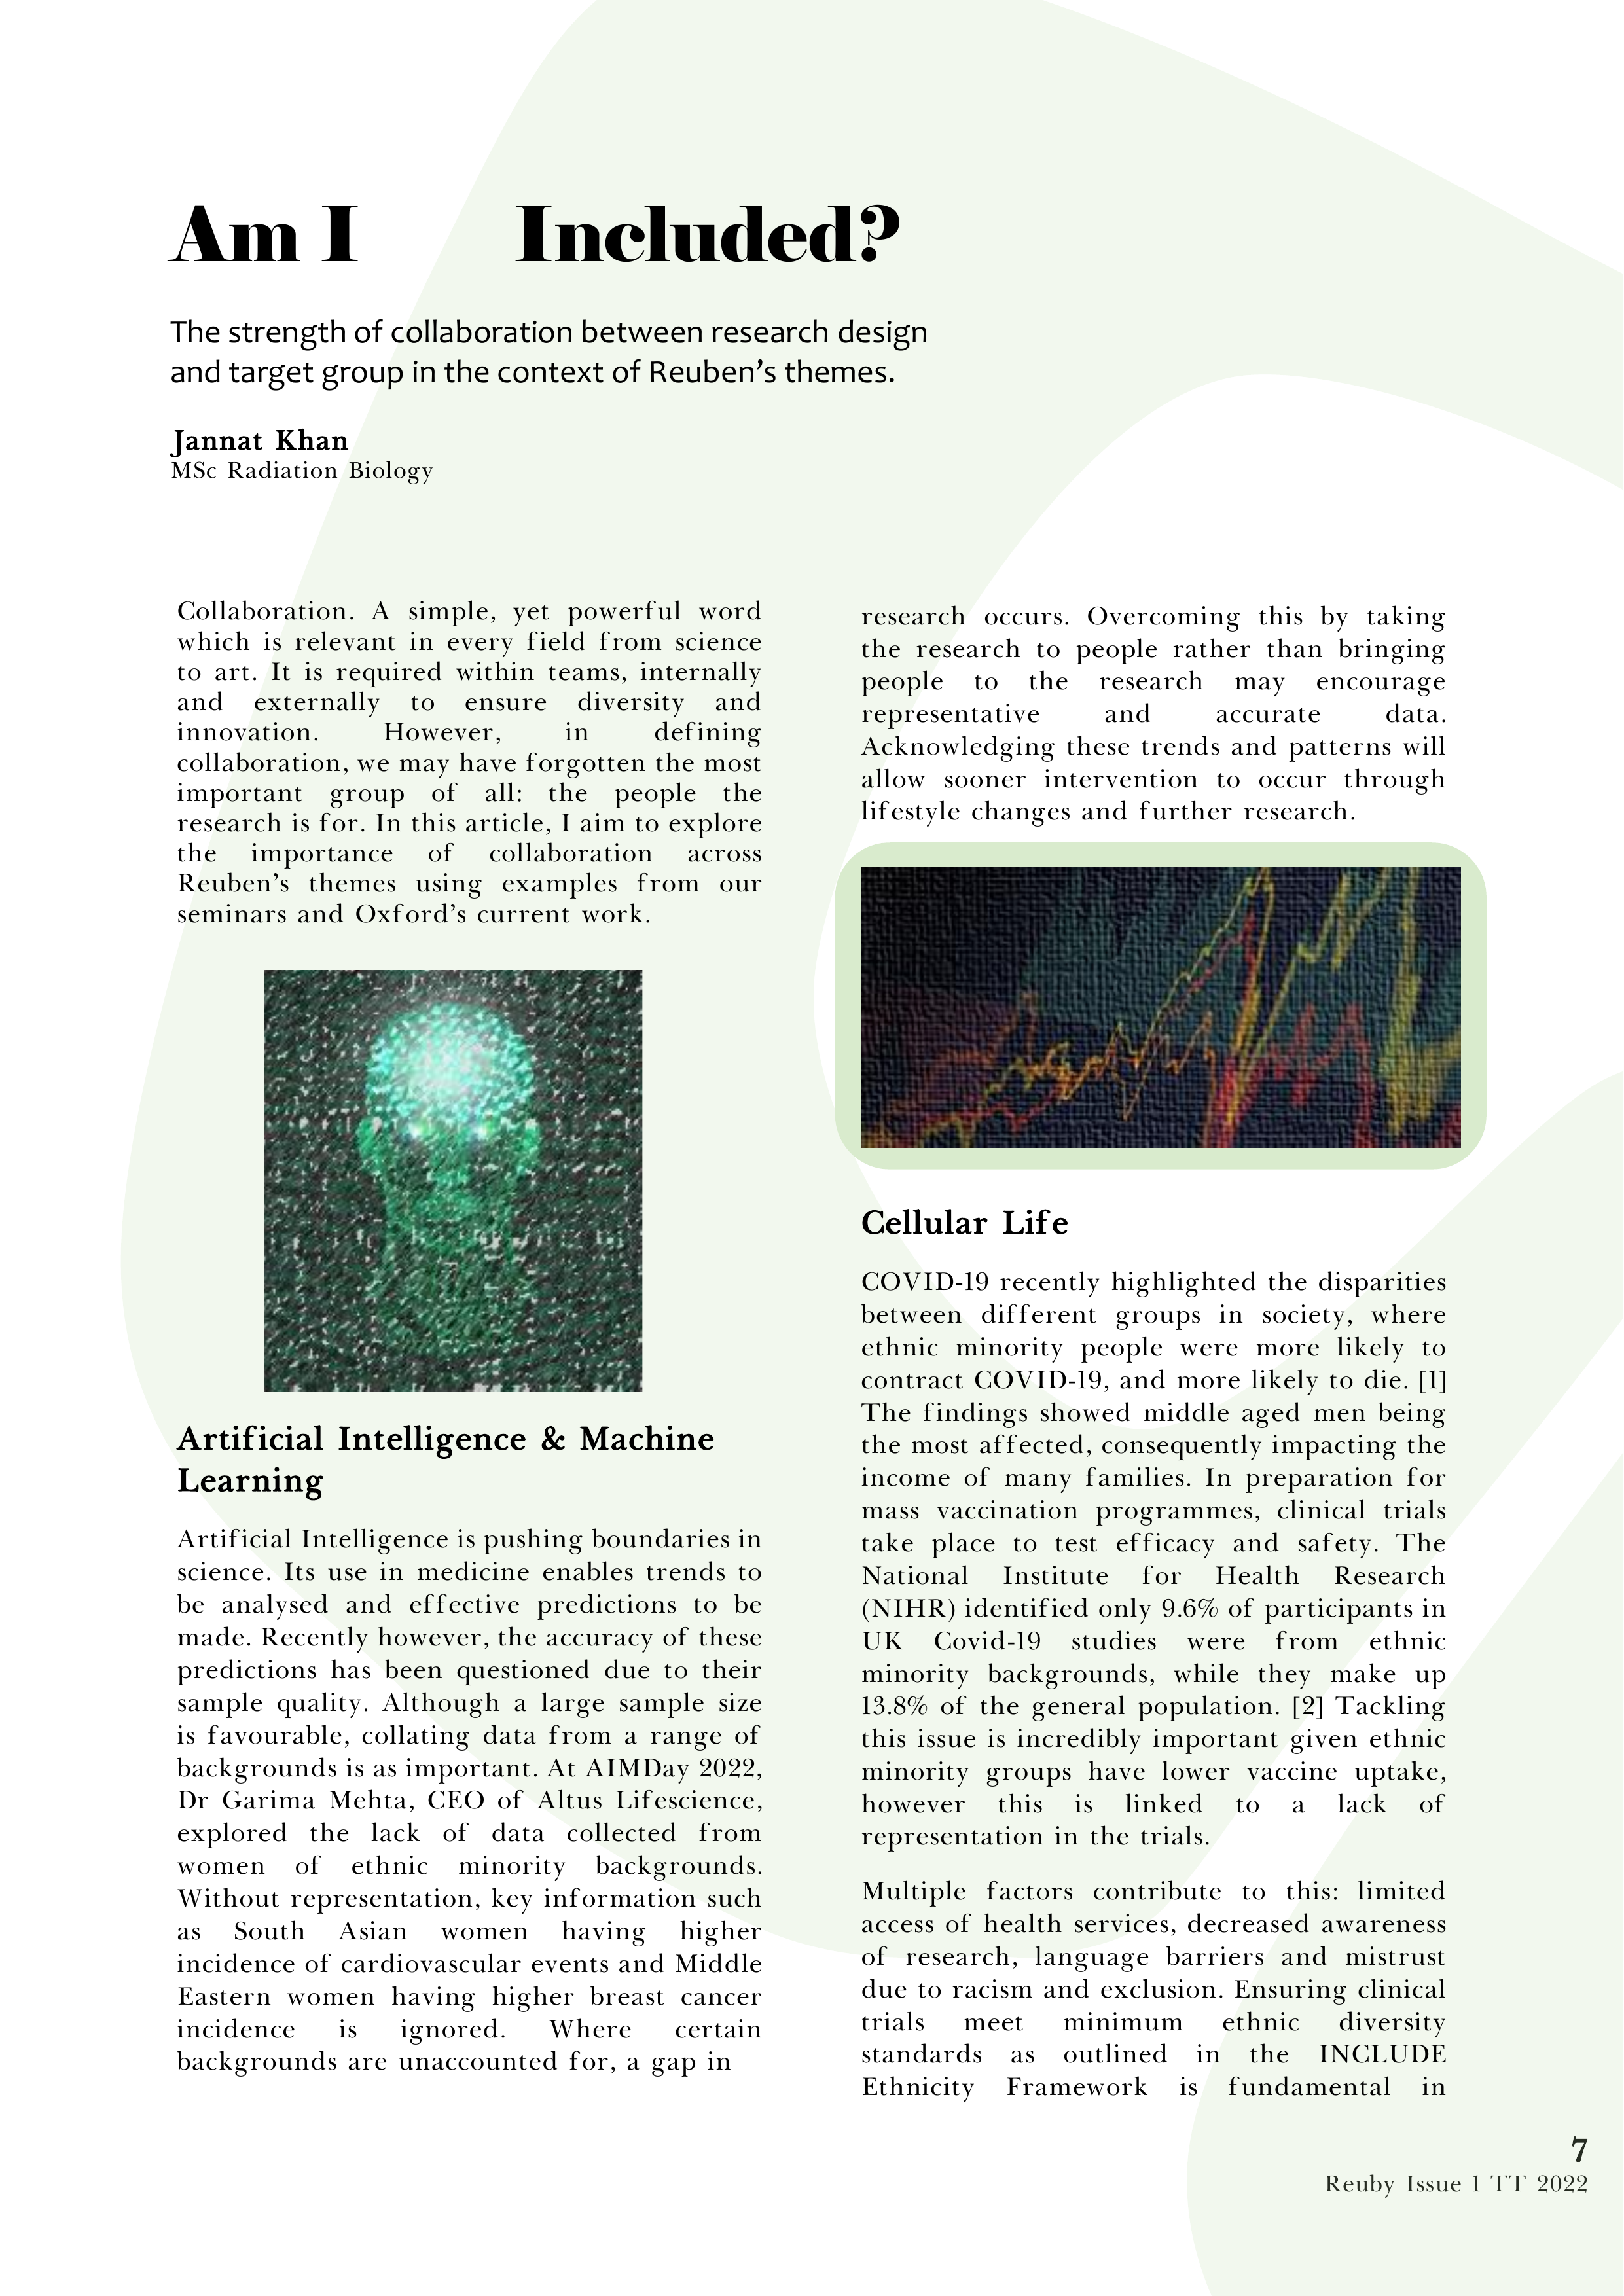 Am I Included?
The strength of collaboration between research design
and target group in the context of Reuben's themes.
Jannat Khan
MSc Radiation Biology
Collaboration. A simple, yet powerful word
which is relevant in every field from science
to art. It is required within teams, internally
and externally to ensure diversity and
innovation. However, in defining
collaboration, we may have forgotten the most
important group of all: the people the
research is for. In this article, I aim to explore
the importance of collaboration across
Reuben's themes using examples from our
seminars and Oxford's current work.
Artificial Intelligence & Machine
Learning
Artificial Intelligence is pushing boundaries in
science. Its use in medicine enables trends to
be analysed and effective predictions to be
made. Recently however, the accuracy of these
predictions has been questioned due to their
sample quality. Although a large sample size
is favourable, collating data from a range of
backgrounds is as important. At AIMDay 2022,
Dr Garima Mehta, CEO of Altus Lifescience,
explored the lack of data collected from
women of ethnic minority backgrounds.
Without representation, key information such
as South Asian women having higher
incidence of cardiovascular events and Middle
Eastern women having higher breast cancer
incidence is ignored. Where certain
backgrounds are unaccounted for, a gap in
research occurs. Overcoming this by taking
the research to people rather than bringing
people to the research may encourage
representative and accurate data.
Acknowledging these trends and patterns will
allow sooner intervention to occur through
lifestyle changes and further research.
Cellular Life
COVID-19 recently highlighted the disparities
between different groups in society, where
ethnic minority people were more likely to
contract COVID-19, and more likely to die. [1]
The findings showed middle aged men being
the most affected, consequently impacting the
income of many families. In preparation for
mass vaccination programmes, clinical trials
take place to test efficacy and safety. The
National Institute for Health Research
(NIHR) identified only 9.6% of participants in
UK Covid-19 studies were from ethnic
minority backgrounds, while they make up
13.8% of the general population. [2] Tackling
this issue is incredibly important given ethnic
minority groups have lower vaccine uptake,
however this is linked to a lack of
representation in the trials.
Multiple factors contribute to this: limited
access of health services, decreased awareness
of research, language barriers and mistrust
due to racism and exclusion. Ensuring clinical
trials meet minimum ethnic diversity
standards as outlined in the INCLUDE
Ethnicity Framework is fundamental in
7
Reuby Issue 1 TT 2022